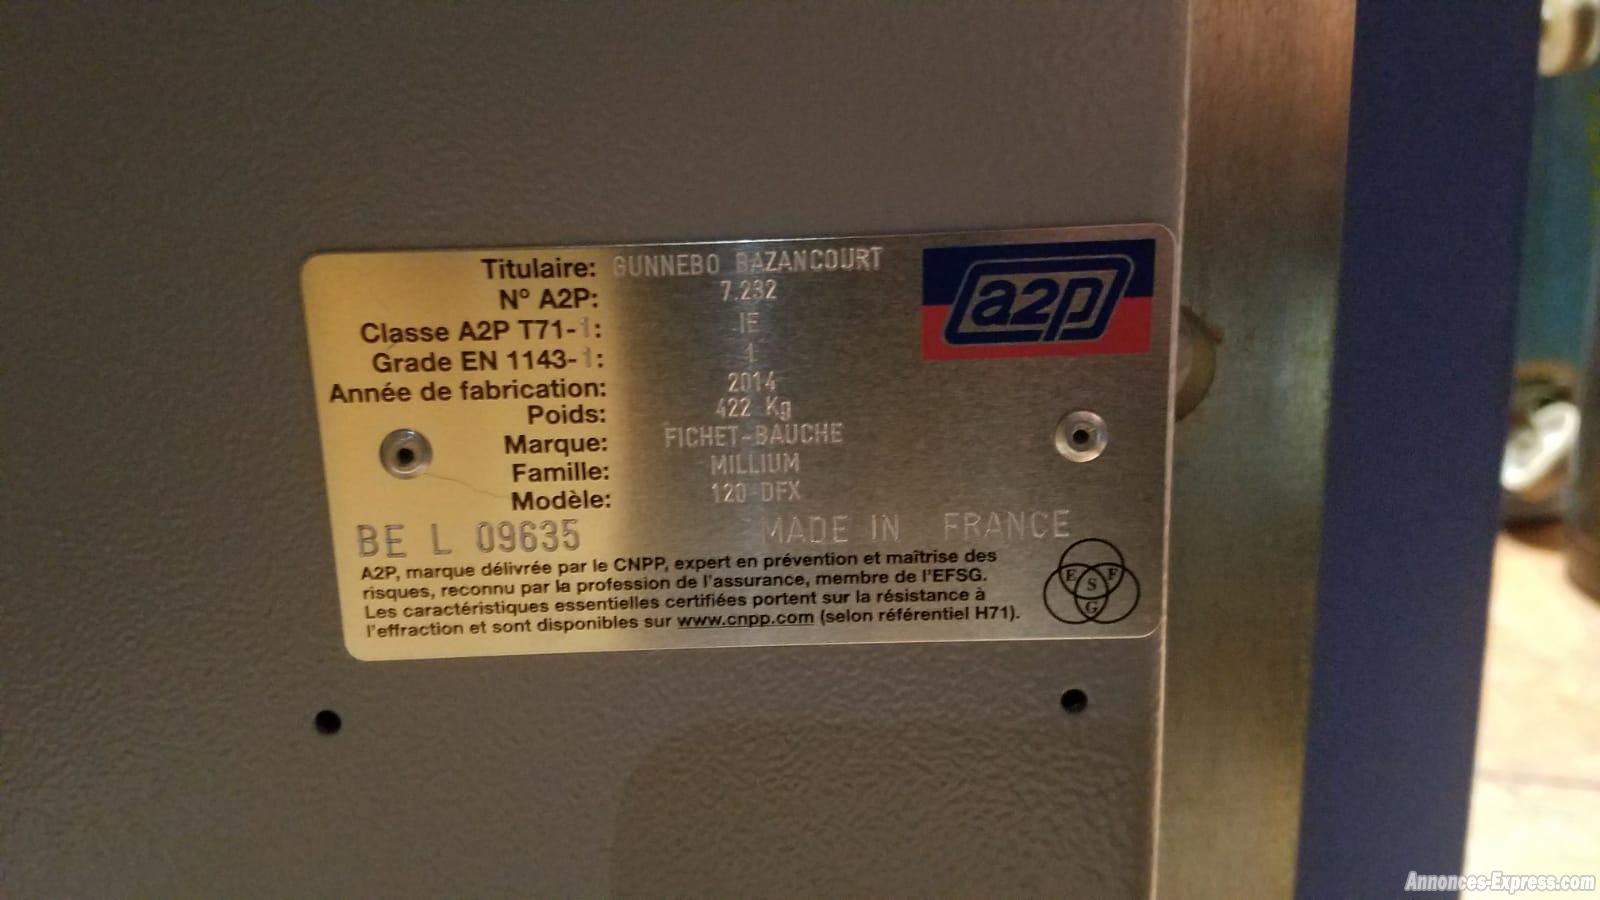 Titulaire: GUNNEBO BAZANCOURT
N° A2P: 7.232
Classe A2P T71-1: IE
Grade EN 1143-1: 1
Année de fabrication: 2014
Poids: 422 Kg
Marque: FICHET-BAUCHE
Famille: MILLIUM
Modèle: 120 DFX
a2p
BE L 09635 MADE IN FRANCE
A2P, marque délivrée par le CNPP, expert en prévention et maîtrise des
risques, reconnu par la profession de l'assurance, membre de l'EFSG.
Les caractéristiques essentielles certifiées portent sur la résistance à
l'effraction et sont disponibles sur www.cnpp.com (selon référentiel H71).
E F S G
Annonces-Express.com